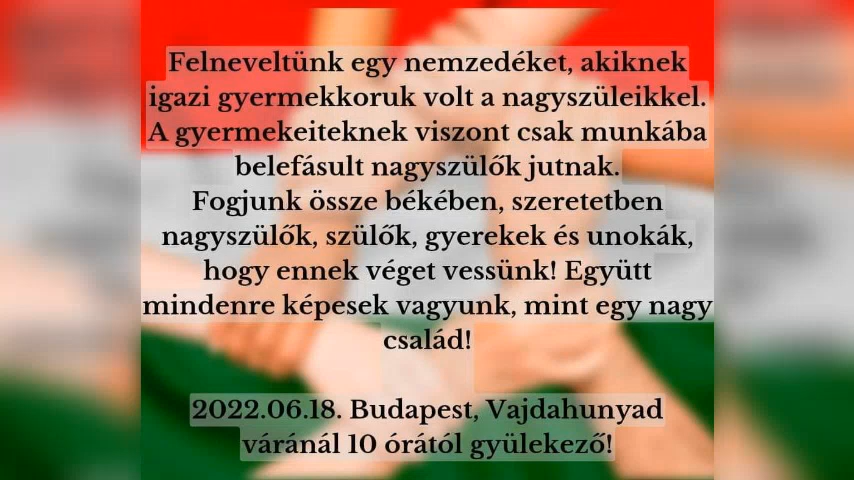 Felneveltünk egy nemzedéket, akiknek
igazi gyermekkoruk volt a nagyszüleikkel.
A gyermekeiteknek viszont csak munkába
belefásult nagyszülők jutnak.
Fogjunk össze békében, szeretetben
nagyszülők, szülők, gyerekek és unokák,
hogy ennek véget vessünk! Együtt
mindenre képesek vagyunk, mint egy nagy
család!
2022.06.18. Budapest, Vajdahunyad
váránál 10 órától gyülekező!